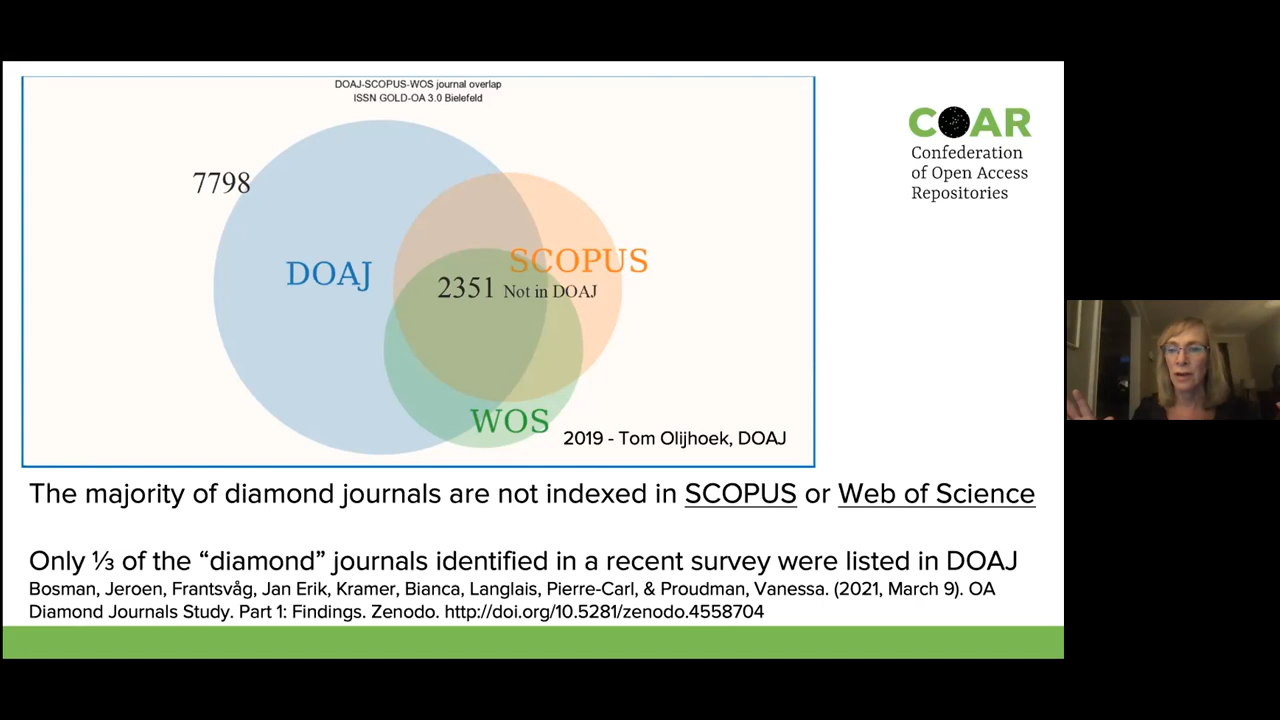 DOAJ-SCOPUS-WOS journal overlap
ISSN GOLD-OA 3.0 Bielefeld
7798
DOAJ
SCOPUS
2351 Not in DOAJ
WOS
2019 - Tom Olijhoek, DOAJ
COAR
Confederation
of Open Access
Repositories
The majority of diamond journals are not indexed in SCOPUS or Web of Science
Only ⅓ of the “diamond” journals identified in a recent survey were listed in DOAJ
Bosman, Jeroen, Frantsvåg, Jan Erik, Kramer, Bianca, Langlais, Pierre-Carl, & Proudman, Vanessa. (2021, March 9). OA
Diamond Journals Study. Part 1: Findings. Zenodo. http://doi.org/10.5281/zenodo.4558704